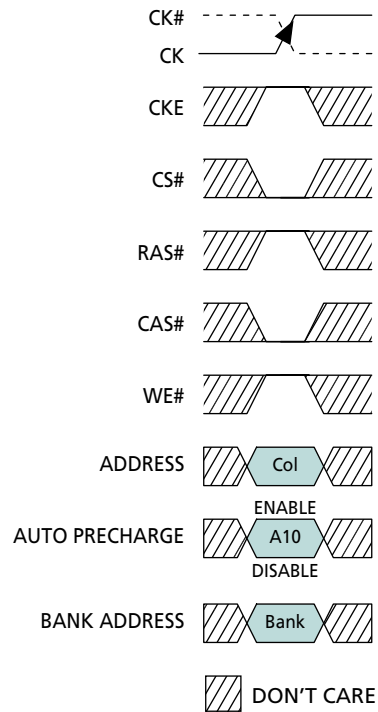 CK#
CK
CKE
CS#
RAS#
CAS#
WE#
ADDRESS
Col
ENABLE
AUTO PRECHARGE
A10
DISABLE
BANK ADDRESS
Bank
DON'T CARE